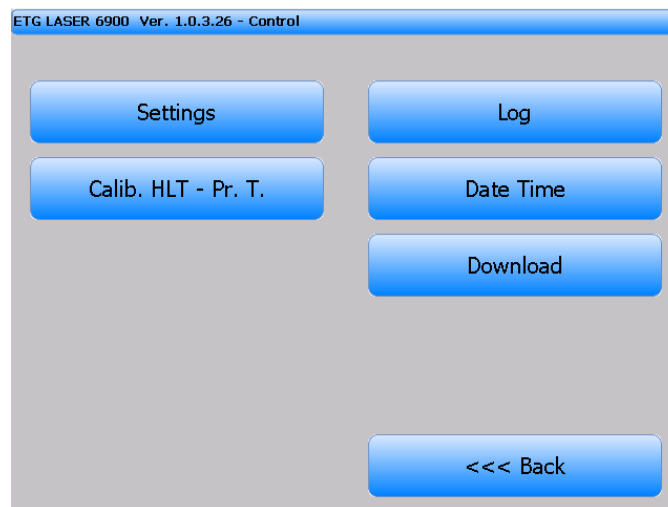 ETG LASER 6900 Ver. 1.0.3.26 - Control
Settings
Log
Calib. HLT - Pr. T.
Date Time
Download
<<< Back